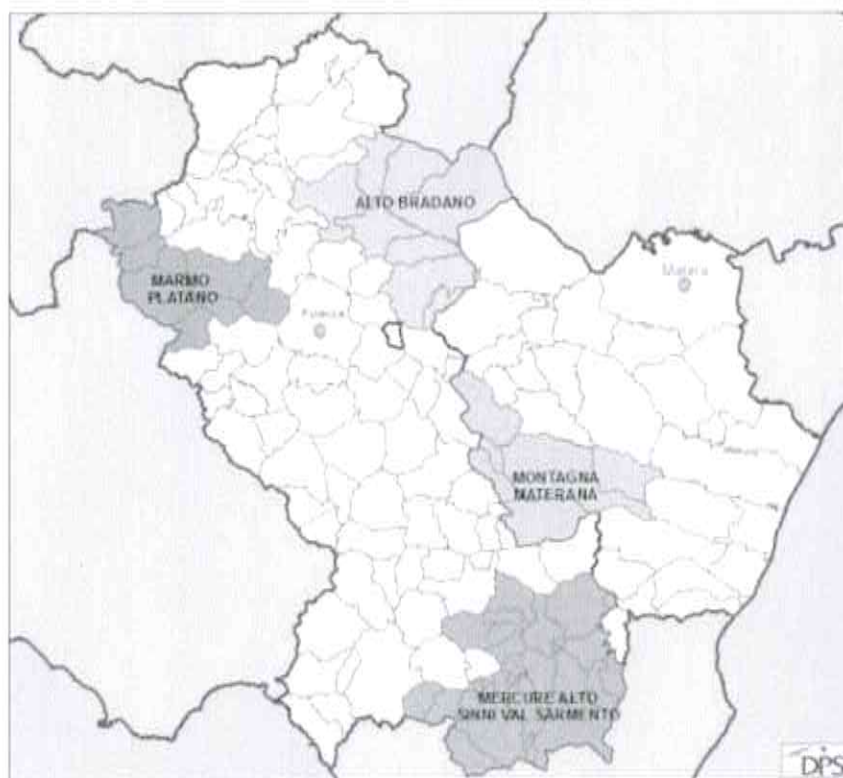 ALTO BRADANO
MARMO
PLATANO
Matera
Potenza
MONTAGNA
MATERANA
MERCURE ALTO
SINNI VAL SARMENTO
DPS